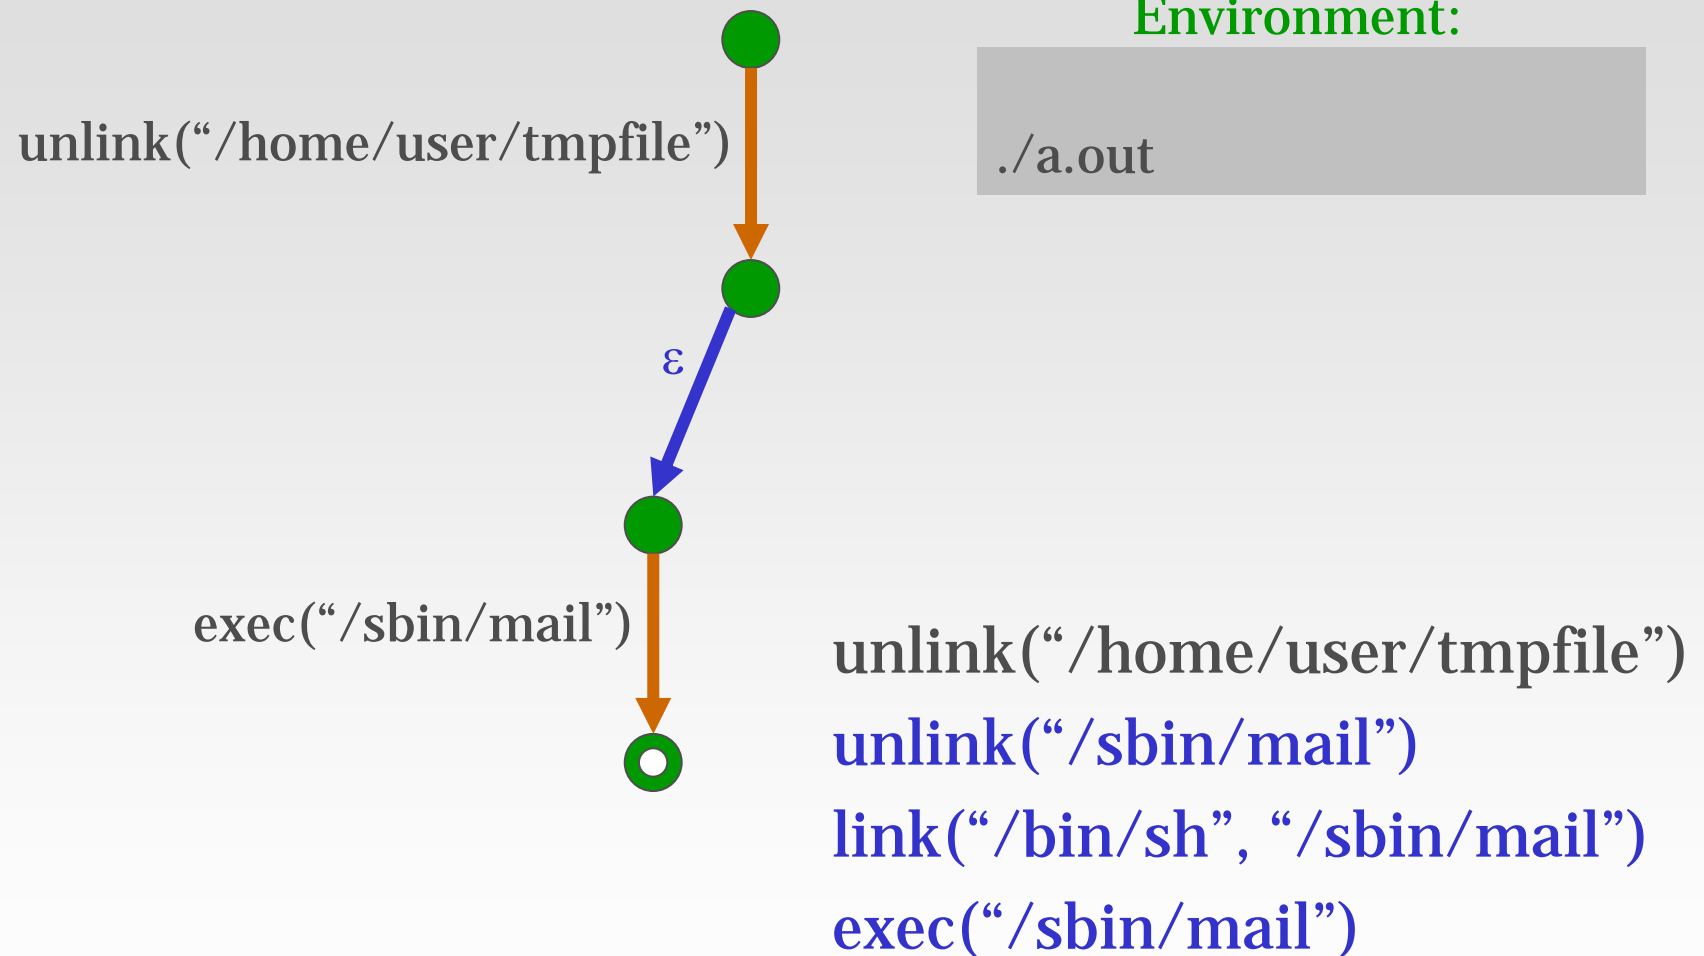 Environment:
unlink(“/home/user/tmpfile”)
./a.out
ε
exec(“/sbin/mail”)
unlink(“/home/user/tmpfile”)
unlink(“/sbin/mail”)
link(“/bin/sh”, “/sbin/mail”)
exec(“/sbin/mail”)